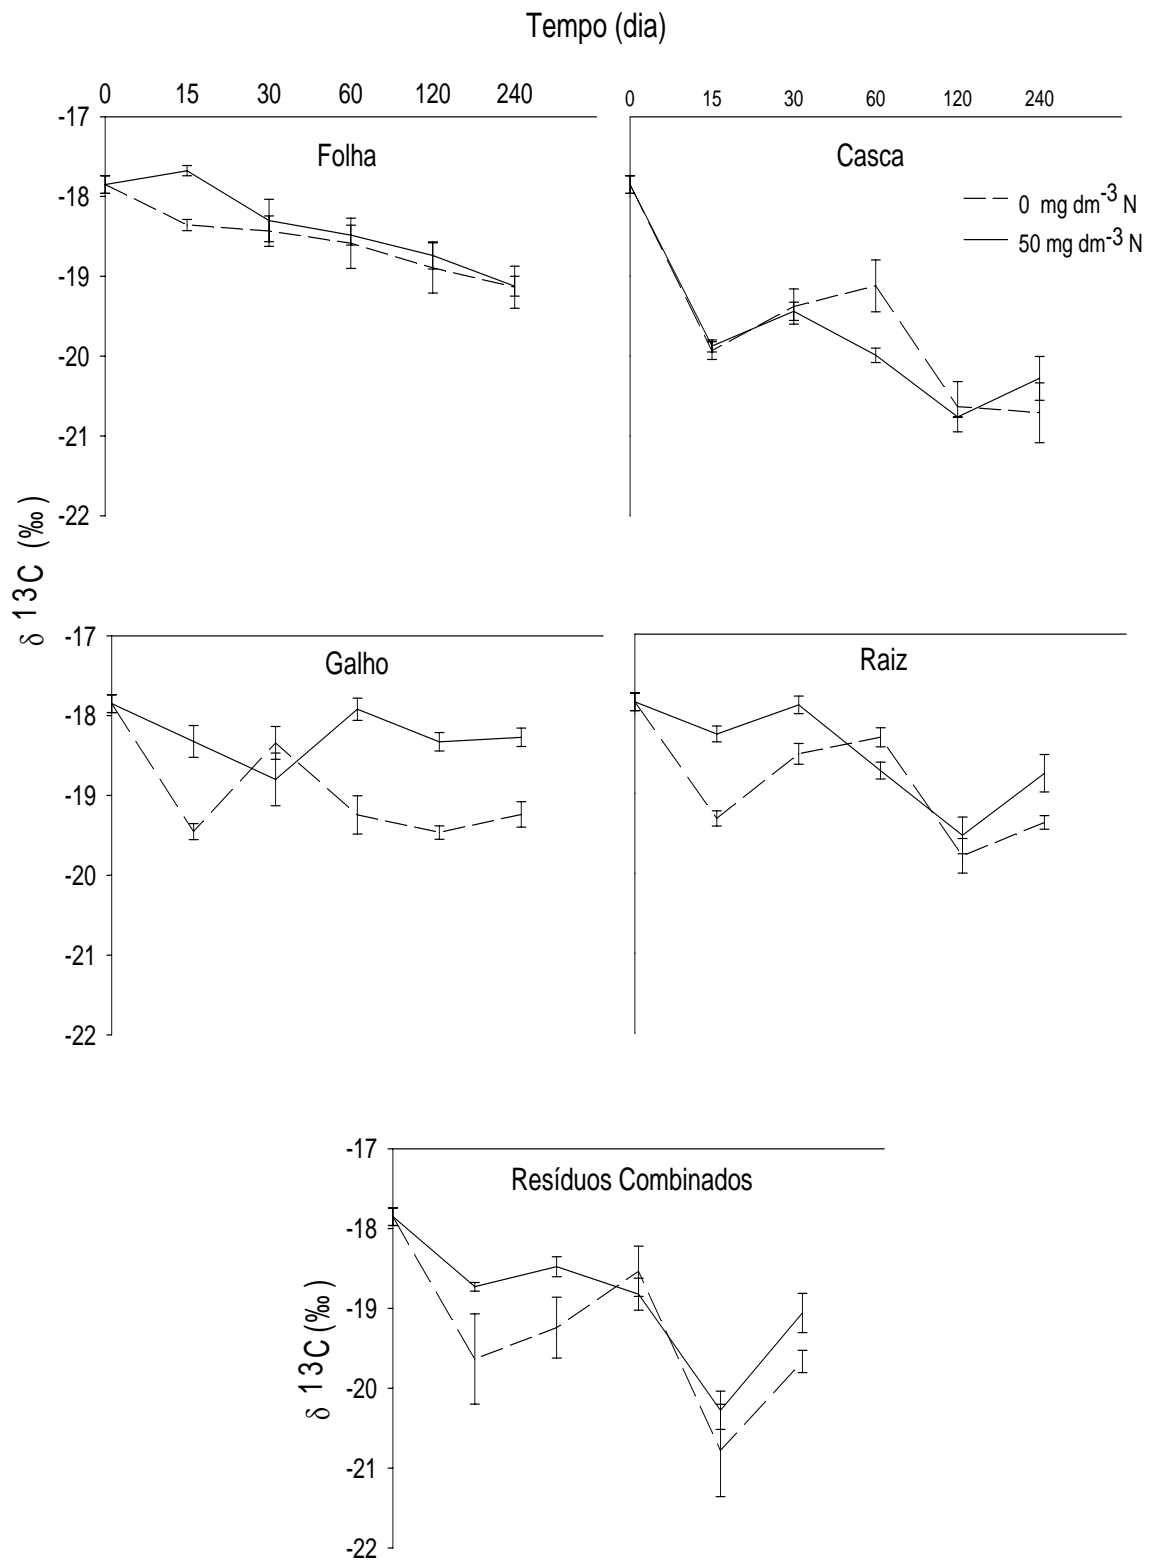 Tempo (dia)
0 15 30 60 120 240
0 15 30 60 120 240
-17
-18
-19
-20
-21
-22
Folha
Casca
0 mg dm-3 N
50 mg dm-3 N
δ 13C (‰)
-17
-18
-19
-20
-21
-22
Galho
Raiz
-17
-18
-19
-20
-21
-22
Resíduos Combinados
δ 13C (‰)